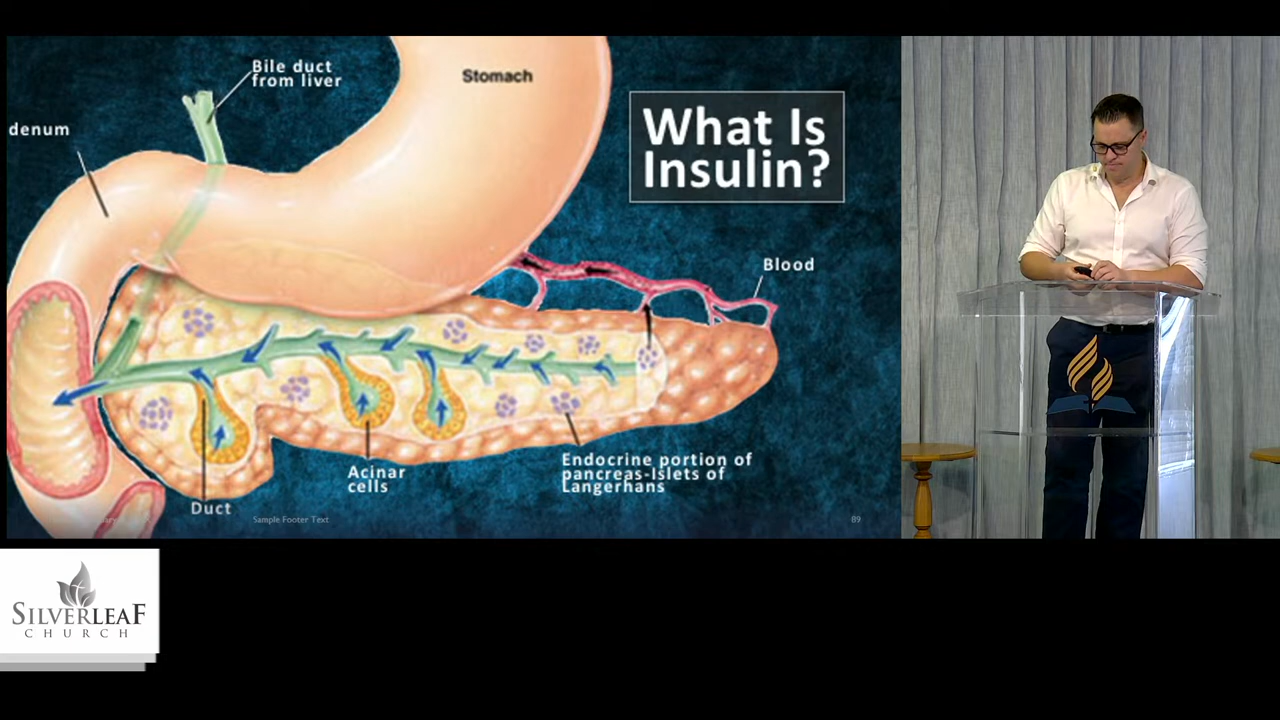 Bile duct
from liver
Stomach
denum
What Is
Insulin?
Blood
Acinar
cells
Endocrine portion of
pancreas-Islets of
Langerhans
Duct
Sample Footer Text
89
SILVERLEAF
CHURCH